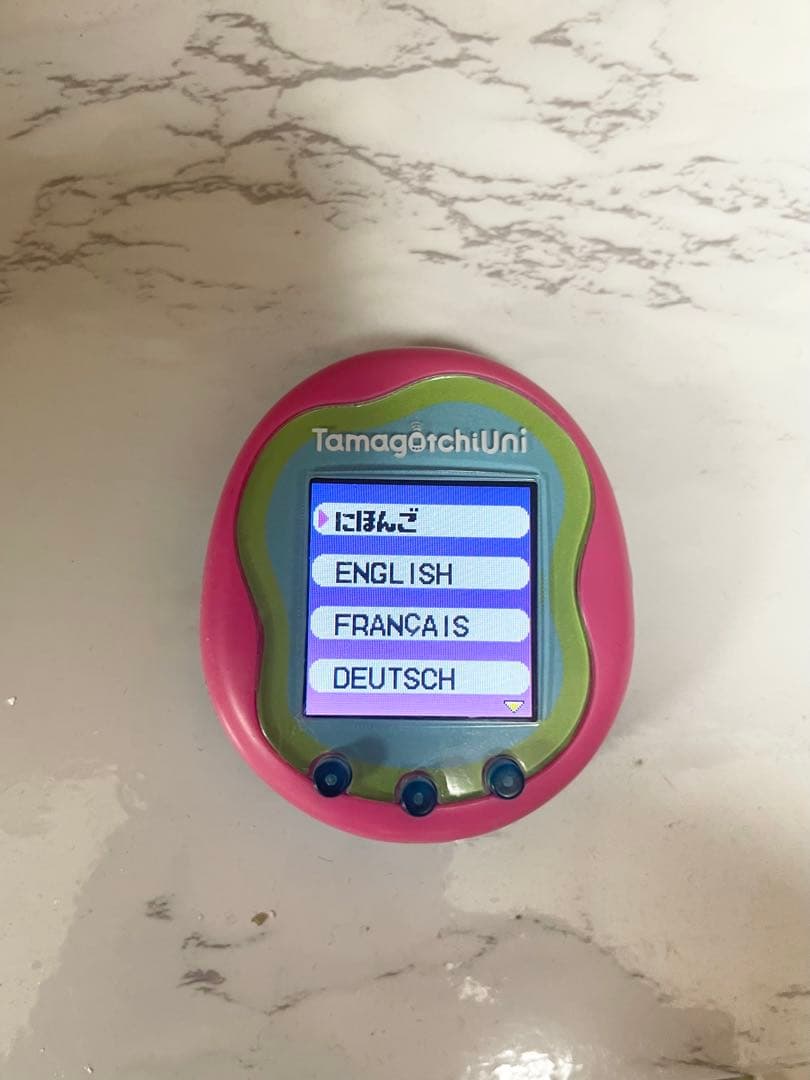 TamagotchiUni
にほんご
ENGLISH
FRANÇAIS
DEUTSCH